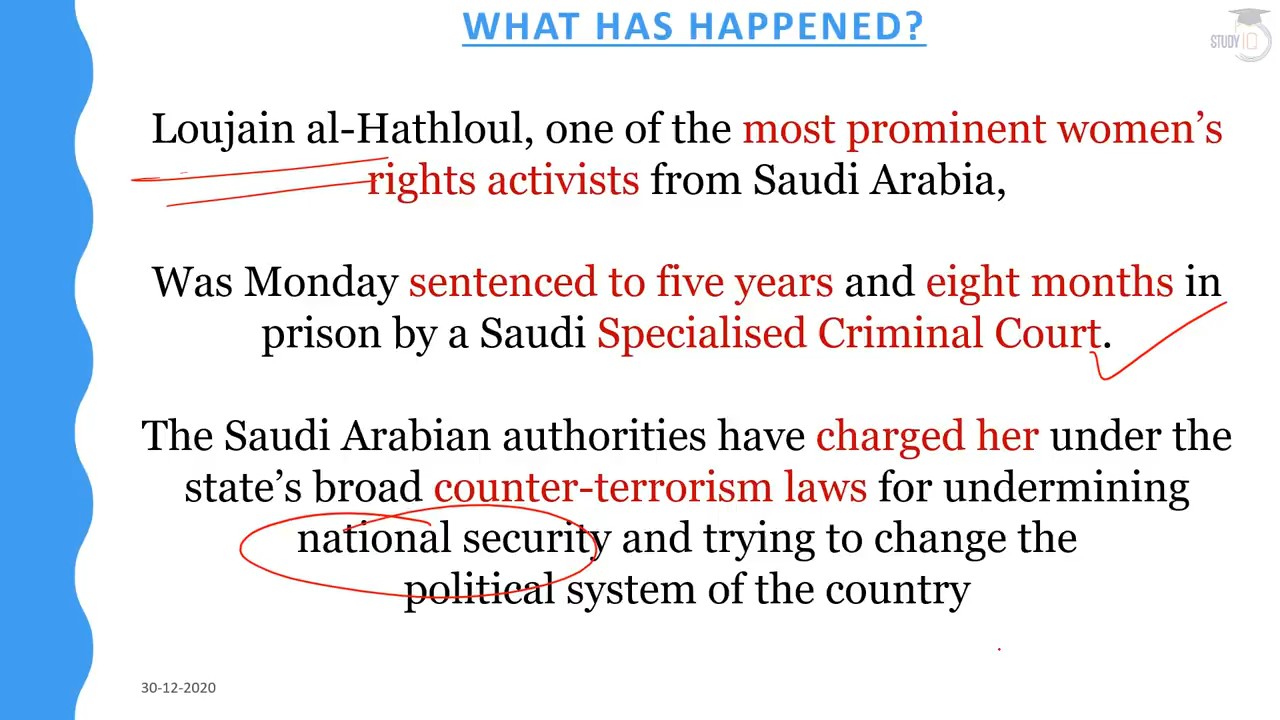 WHAT HAS HAPPENED?
STUDY IQ
Loujain al-Hathloul, one of the most prominent women’s
rights activists from Saudi Arabia,
Was Monday sentenced to five years and eight months in
prison by a Saudi Specialised Criminal Court.
The Saudi Arabian authorities have charged her under the
state’s broad counter-terrorism laws for undermining
national security and trying to change the
political system of the country
30-12-2020